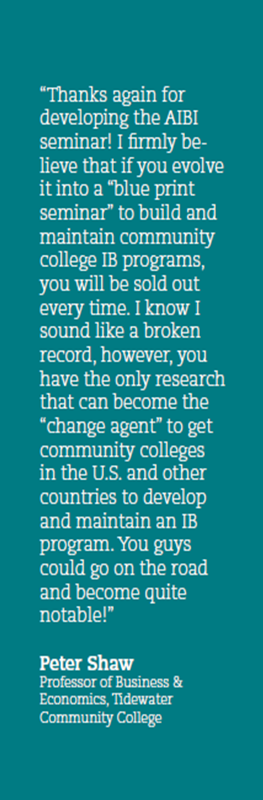 “Thanks again for
developing the AIBI
seminar! I firmly be-
lieve that if you evolve
it into a “blue print
seminar” to build and
maintain community
college IB programs,
you will be sold out
every time. I know I
sound like a broken
record, however, you
have the only research
that can become the
“change agent” to get
community colleges
in the U.S. and other
countries to develop
and maintain an IB
program. You guys
could go on the road
and become quite
notable!”
Peter Shaw
Professor of Business &
Economics, Tidewater
Community College